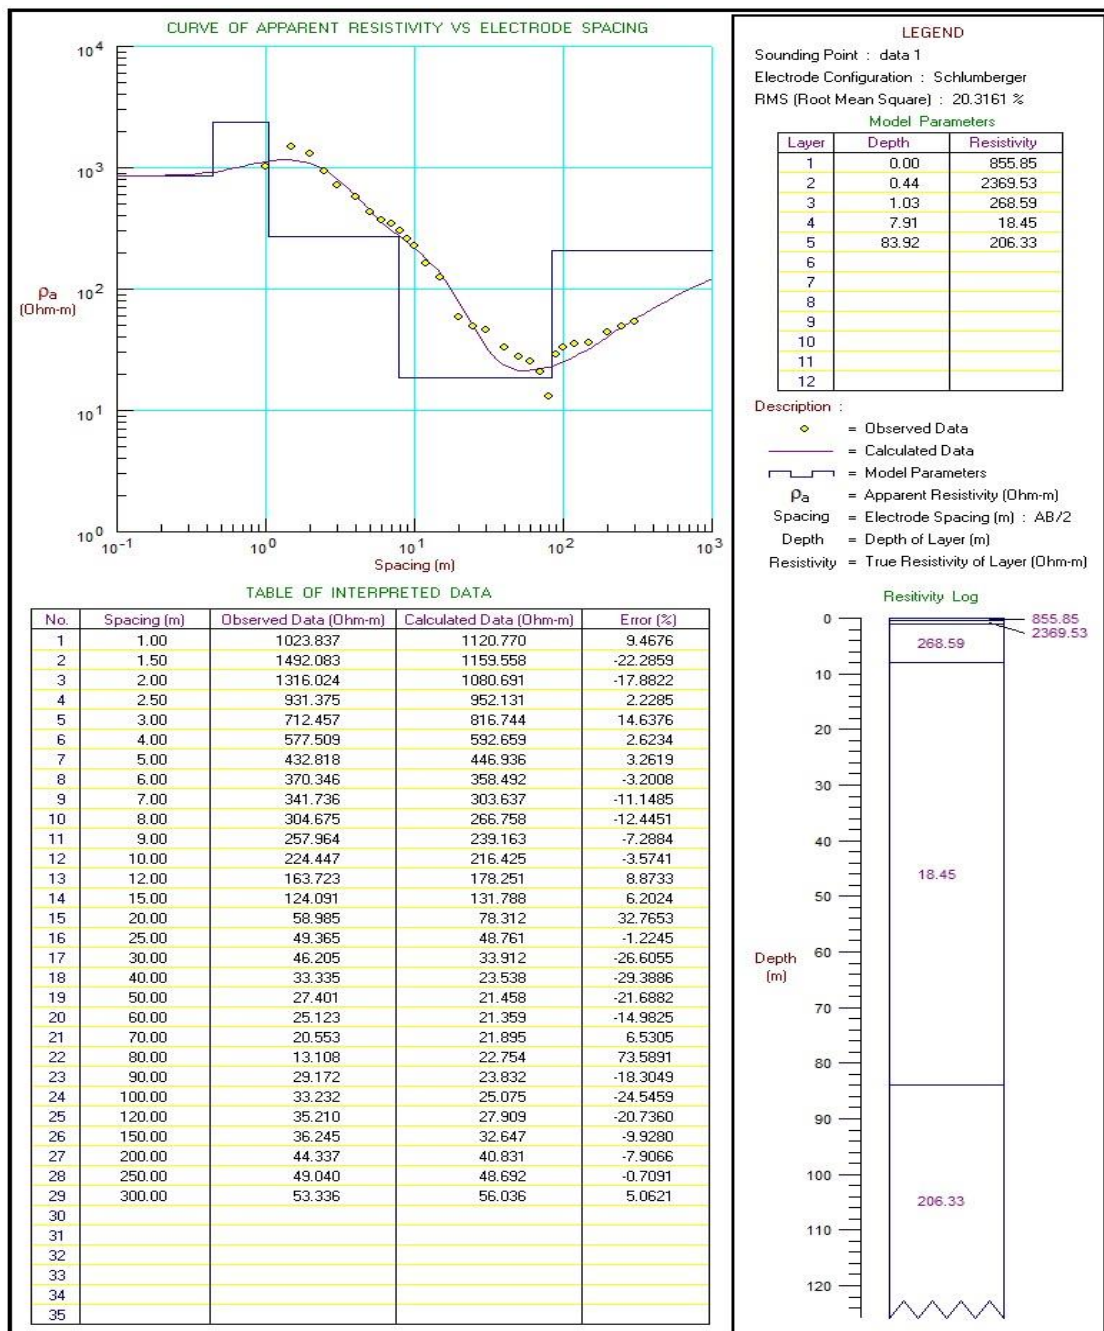 CURVE OF APPARENT RESISTIVITY VS ELECTRODE SPACING
10^4
10^3
10^2
10^1
10^0
ρa
(Ohm-m)
10^-1 10^0 10^1 10^2 10^3
Spacing (m)
TABLE OF INTERPRETED DATA
No. Spacing (m) Observed Data (Ohm-m) Calculated Data (Ohm-m) Error (%)
1 1.00 1023.837 1120.770 9.4676
2 1.50 1492.083 1159.558 -22.2859
3 2.00 1316.024 1080.691 -17.8822
4 2.50 931.375 952.131 2.2285
5 3.00 712.457 816.744 14.6376
6 4.00 577.509 592.659 2.6234
7 5.00 432.818 446.936 3.2619
8 6.00 370.346 358.492 -3.2008
9 7.00 341.736 303.637 -11.1485
10 8.00 304.675 266.758 -12.4451
11 9.00 257.964 239.163 -7.2884
12 10.00 224.447 216.425 -3.5741
13 12.00 163.723 178.251 8.8733
14 15.00 124.091 131.788 6.2024
15 20.00 58.985 78.312 32.7653
16 25.00 49.365 48.761 -1.2245
17 30.00 46.205 33.912 -26.6055
18 40.00 33.335 23.538 -29.3886
19 50.00 27.401 21.458 -21.6882
20 60.00 25.123 21.359 -14.9825
21 70.00 20.553 21.895 6.5305
22 80.00 13.108 22.754 73.5891
23 90.00 29.172 23.832 -18.3049
24 100.00 33.232 25.075 -24.5459
25 120.00 35.210 27.909 -20.7360
26 150.00 36.245 32.647 -9.9280
27 200.00 44.337 40.831 -7.9066
28 250.00 49.040 48.692 -0.7091
29 300.00 53.336 56.036 5.0621
30
31
32
33
34
35
LEGEND
Sounding Point : data 1
Electrode Configuration : Schlumberger
RMS (Root Mean Square) : 20.3161 %
Model Parameters
Layer Depth Resistivity
1 0.00 855.85
2 0.44 2369.53
3 1.03 268.59
4 7.91 18.45
5 83.92 206.33
6
7
8
9
10
11
12
Description :
= Observed Data
= Calculated Data
= Model Parameters
ρa = Apparent Resistivity (Ohm-m)
Spacing = Electrode Spacing (m) : AB/2
Depth = Depth of Layer (m)
Resistivity = True Resistivity of Layer (Ohm-m)
Resitivity Log
0
855.85
2369.53
268.59
10
20
30
40
18.45
50
60
Depth
(m)
70
80
90
100
206.33
110
120